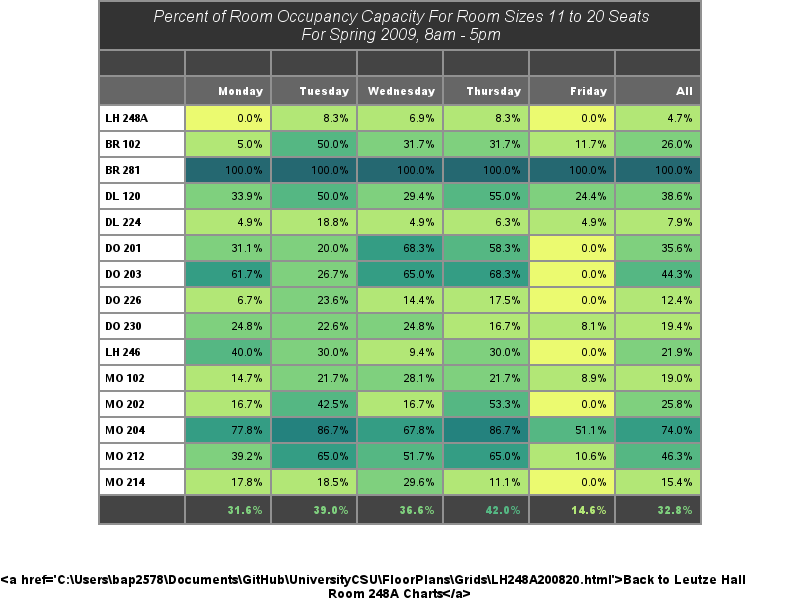 Percent of Room Occupancy Capacity For Room Sizes 11 to 20 Seats
For Spring 2009, 8am - 5pm
Monday Tuesday Wednesday Thursday Friday All
LH 248A 0.0% 8.3% 6.9% 8.3% 0.0% 4.7%
BR 102 5.0% 50.0% 31.7% 31.7% 11.7% 26.0%
BR 281 100.0% 100.0% 100.0% 100.0% 100.0% 100.0%
DL 120 33.9% 50.0% 29.4% 55.0% 24.4% 38.6%
DL 224 4.9% 18.8% 4.9% 6.3% 4.9% 7.9%
DO 201 31.1% 20.0% 68.3% 58.3% 0.0% 35.6%
DO 203 61.7% 26.7% 65.0% 68.3% 0.0% 44.3%
DO 226 6.7% 23.6% 14.4% 17.5% 0.0% 12.4%
DO 230 24.8% 22.6% 24.8% 16.7% 8.1% 19.4%
LH 246 40.0% 30.0% 9.4% 30.0% 0.0% 21.9%
MO 102 14.7% 21.7% 28.1% 21.7% 8.9% 19.0%
MO 202 16.7% 42.5% 16.7% 53.3% 0.0% 25.8%
MO 204 77.8% 86.7% 67.8% 86.7% 51.1% 74.0%
MO 212 39.2% 65.0% 51.7% 65.0% 10.6% 46.3%
MO 214 17.8% 18.5% 29.6% 11.1% 0.0% 15.4%
31.6% 39.0% 36.6% 42.0% 14.6% 32.8%
<a href='C:\Users\bap2578\Documents\GitHub\UniversityCSU\FloorPlans\Grids\LH248A200820.html'>Back to Leutze Hall
Room 248A Charts</a>